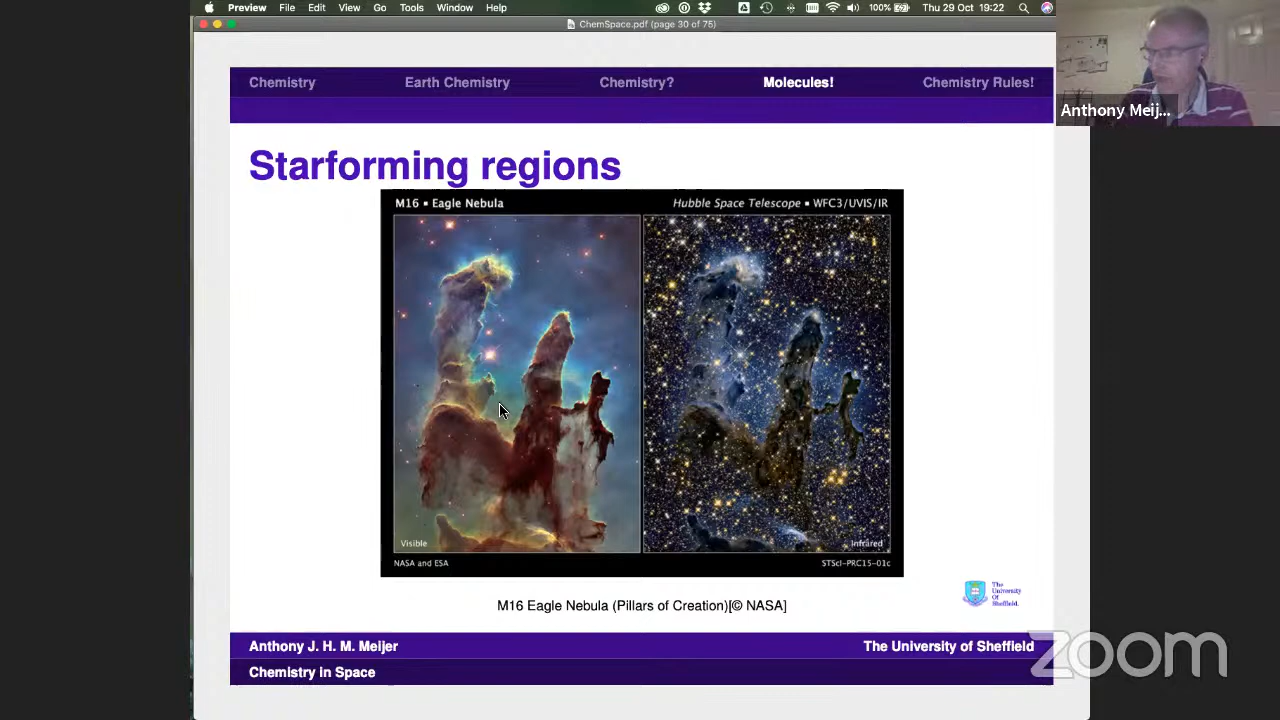 Preview File Edit View Go Tools Window Help 100% Thu 29 Oct 19:22
ChemSpace.pdf (page 30 of 75)
Anthony Meij...
Chemistry Earth Chemistry Chemistry? Molecules! Chemistry Rules!
Starforming regions
M16 ▪ Eagle Nebula Hubble Space Telescope ▪ WFC3/UVIS/IR
Visible Infrared
NASA and ESA STScI-PRC15-01c
M16 Eagle Nebula (Pillars of Creation)[© NASA]
The
University
Of
Sheffield.
Anthony J. H. M. Meijer The University of Sheffield
Chemistry in Space
zoom